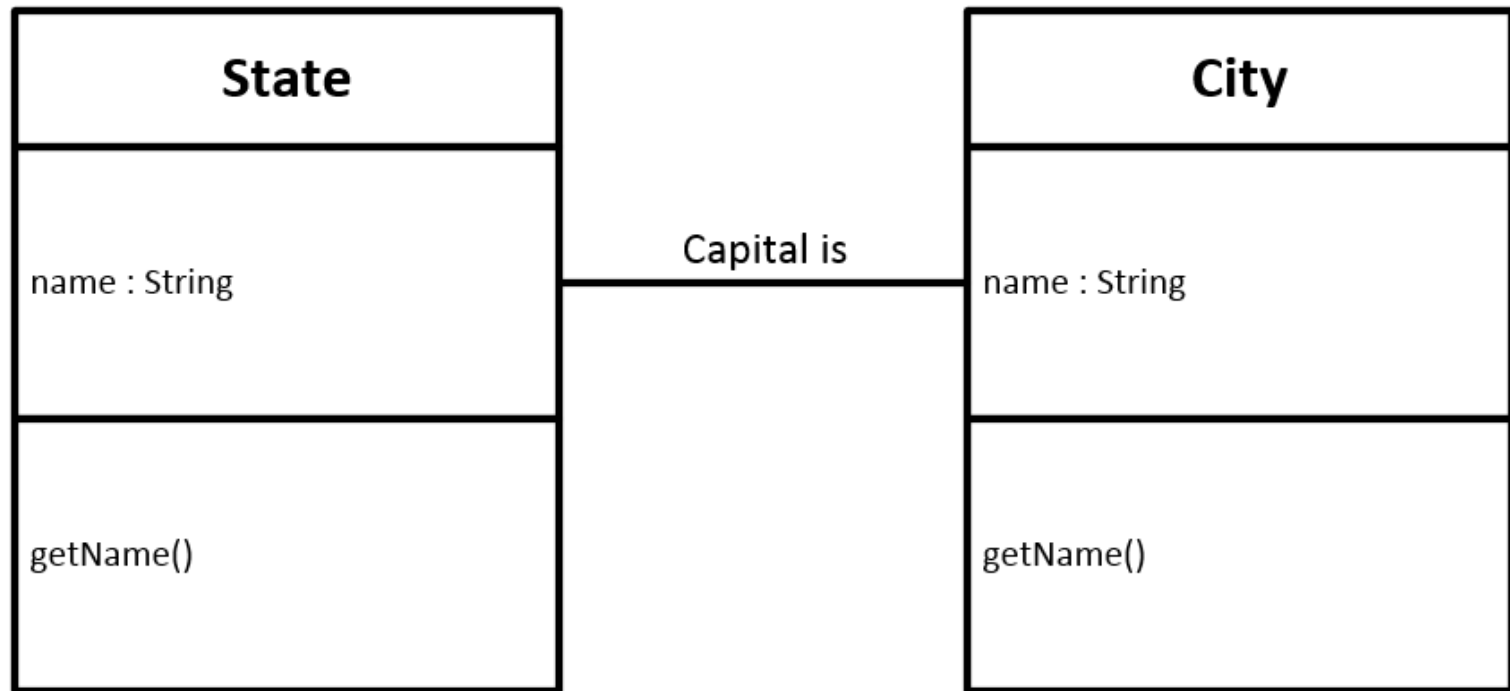 State
name : String
getName()
Capital is
City
name : String
getName()